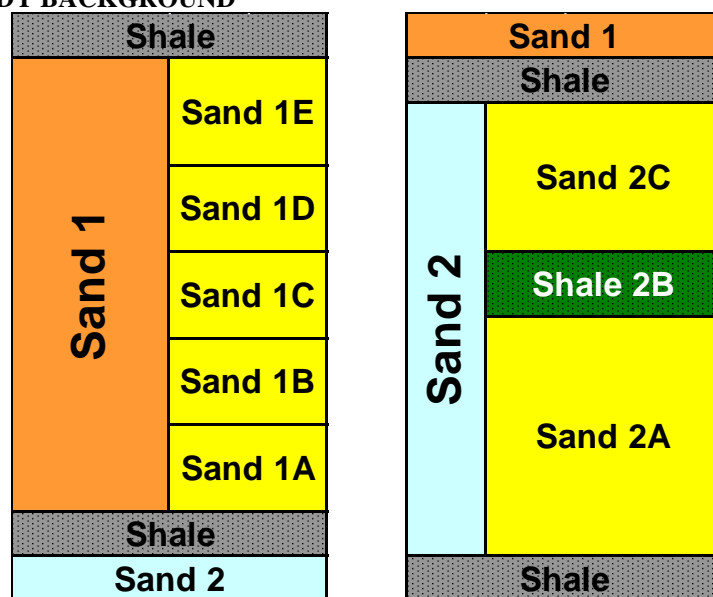 BACKGROUND
Shale
Sand 1
Sand 1E
Sand 1D
Sand 1C
Sand 1B
Sand 1A
Shale
Sand 2
Sand 1
Shale
Sand 2
Sand 2C
Shale 2B
Sand 2A
Shale